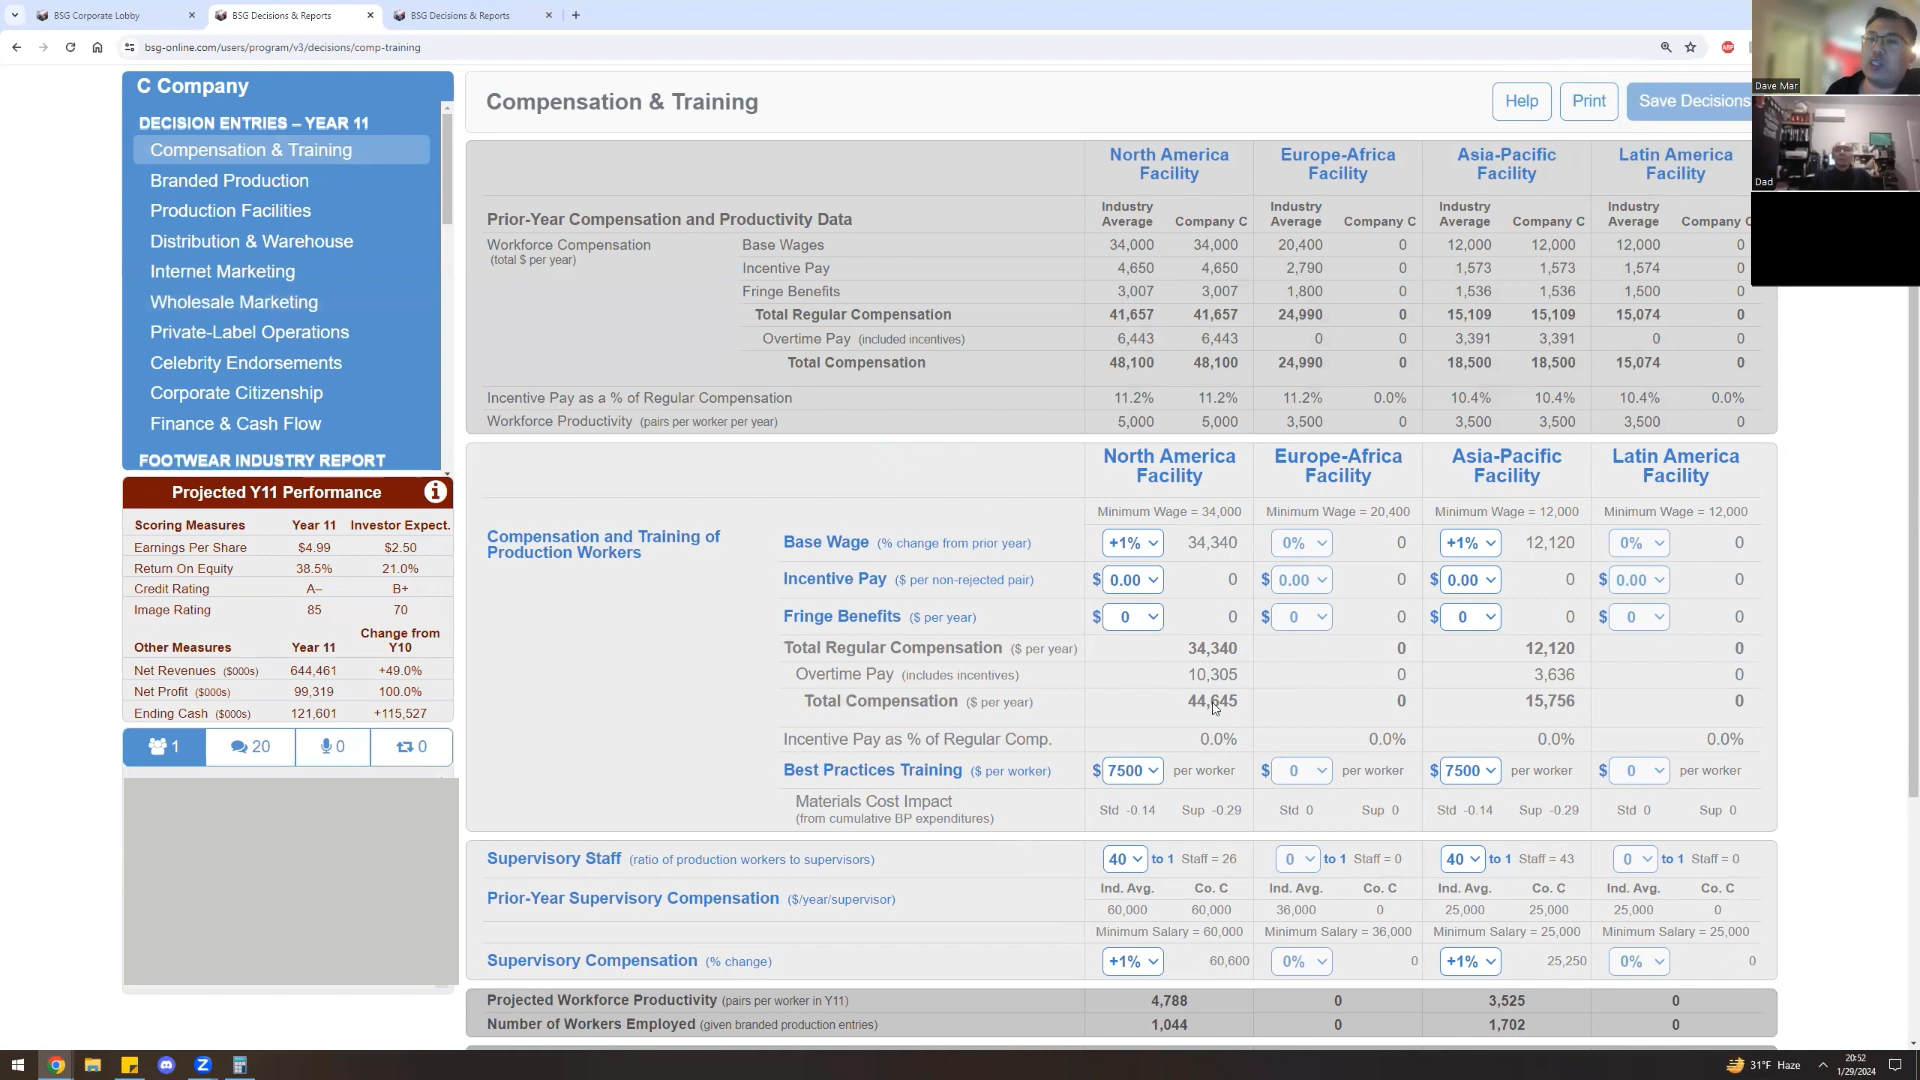 BSG Corporate Lobby × BSG Decisions & Reports × BSG Decisions & Reports × +
bsg-online.com/users/program/v3/decisions/comp-training
ABP
Dave Mar
Dad
C Company
DECISION ENTRIES – YEAR 11
Compensation & Training
Branded Production
Production Facilities
Distribution & Warehouse
Internet Marketing
Wholesale Marketing
Private-Label Operations
Celebrity Endorsements
Corporate Citizenship
Finance & Cash Flow
FOOTWEAR INDUSTRY REPORT
Projected Y11 Performance i
Scoring Measures Year 11 Investor Expect.
Earnings Per Share $4.99 $2.50
Return On Equity 38.5% 21.0%
Credit Rating A– B+
Image Rating 85 70
Other Measures Year 11 Change from Y10
Net Revenues ($000s) 644,461 +49.0%
Net Profit ($000s) 99,319 100.0%
Ending Cash ($000s) 121,601 +115,527
1 20 0 0
Compensation & Training Help Print Save Decisions
North America Facility Europe-Africa Facility Asia-Pacific Facility Latin America Facility
Prior-Year Compensation and Productivity Data Industry Average Company C Industry Average Company C Industry Average Company C Industry Average Company C
Workforce Compensation (total $ per year) Base Wages 34,000 34,000 20,400 0 12,000 12,000 12,000 0
Incentive Pay 4,650 4,650 2,790 0 1,573 1,573 1,574 0
Fringe Benefits 3,007 3,007 1,800 0 1,536 1,536 1,500 0
Total Regular Compensation 41,657 41,657 24,990 0 15,109 15,109 15,074 0
Overtime Pay (included incentives) 6,443 6,443 0 0 3,391 3,391 0 0
Total Compensation 48,100 48,100 24,990 0 18,500 18,500 15,074 0
Incentive Pay as a % of Regular Compensation 11.2% 11.2% 11.2% 0.0% 10.4% 10.4% 10.4% 0.0%
Workforce Productivity (pairs per worker per year) 5,000 5,000 3,500 0 3,500 3,500 3,500 0
North America Facility Europe-Africa Facility Asia-Pacific Facility Latin America Facility
Minimum Wage = 34,000 Minimum Wage = 20,400 Minimum Wage = 12,000 Minimum Wage = 12,000
Compensation and Training of Production Workers
Base Wage (% change from prior year) +1% 34,340 0% 0 +1% 12,120 0% 0
Incentive Pay ($ per non-rejected pair) $ 0.00 0 $ 0.00 0 $ 0.00 0 $ 0.00 0
Fringe Benefits ($ per year) $ 0 0 $ 0 0 $ 0 0 $ 0 0
Total Regular Compensation ($ per year) 34,340 0 12,120 0
Overtime Pay (includes incentives) 10,305 0 3,636 0
Total Compensation ($ per year) 44,645 0 15,756 0
Incentive Pay as % of Regular Comp. 0.0% 0.0% 0.0% 0.0%
Best Practices Training ($ per worker) $ 7500 per worker $ 0 per worker $ 7500 per worker $ 0 per worker
Materials Cost Impact (from cumulative BP expenditures) Std -0.14 Sup -0.29 Std 0 Sup 0 Std -0.14 Sup -0.29 Std 0 Sup 0
Supervisory Staff (ratio of production workers to supervisors) 40 to 1 Staff = 26 0 to 1 Staff = 0 40 to 1 Staff = 43 0 to 1 Staff = 0
Ind. Avg. Co. C Ind. Avg. Co. C Ind. Avg. Co. C Ind. Avg. Co. C
Prior-Year Supervisory Compensation ($/year/supervisor) 60,000 60,000 36,000 0 25,000 25,000 25,000 0
Minimum Salary = 60,000 Minimum Salary = 36,000 Minimum Salary = 25,000 Minimum Salary = 25,000
Supervisory Compensation (% change) +1% 60,600 0% 0 +1% 25,250 0% 0
Projected Workforce Productivity (pairs per worker in Y11) 4,788 0 3,525 0
Number of Workers Employed (given branded production entries) 1,044 0 1,702 0
31°F Haze
20:52
1/29/2024